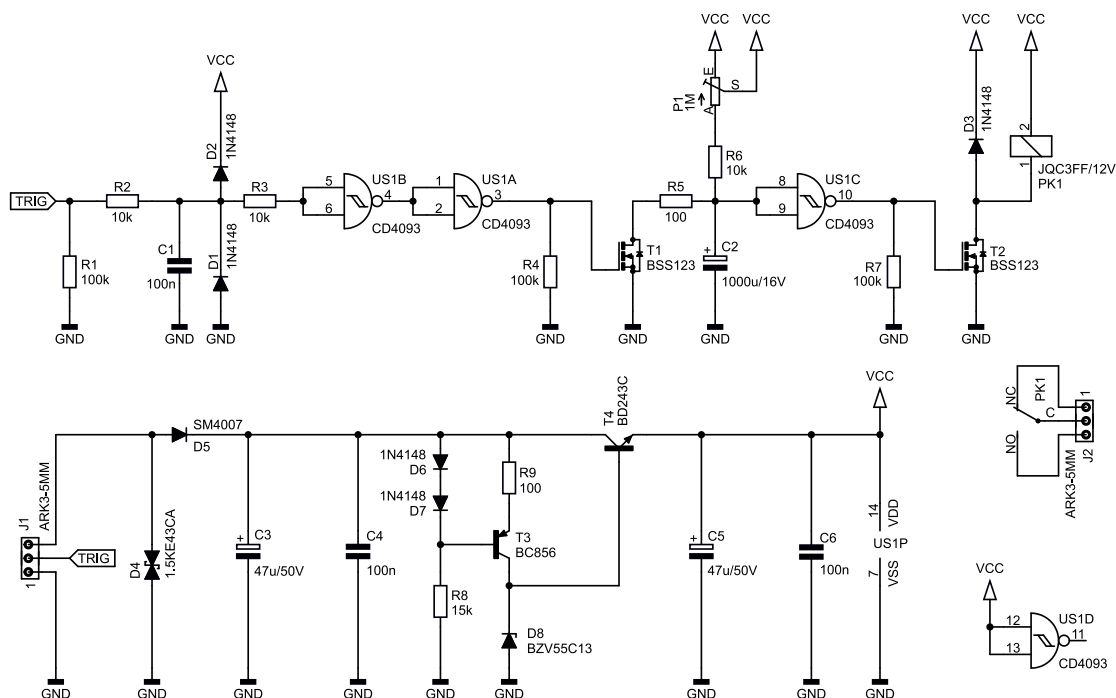 VCC
VCC
VCC
VCC
VCC
E
S
P1
1M
A
D2
1N4148
D3
1N4148
2
1
JQC3FF/12V
PK1
TRIG
R2
10k
R3
10k
5
6
US1B
4
CD4093
1
2
US1A
3
CD4093
R5
100
R6
10k
8
9
US1C
10
CD4093
R1
100k
C1
100n
D1
1N4148
R4
100k
T1
BSS123
+
C2
1000u/16V
R7
100k
T2
BSS123
GND
GND
GND
GND
GND
GND
GND
GND
VCC
J1
ARK3-5MM
1
TRIG
SM4007
D5
D4
1.5KE43CA
+
C3
47u/50V
C4
100n
1N4148
D6
1N4148
D7
R9
100
T3
BC856
R8
15k
D8
BZV55C13
T4
BD243C
+
C5
47u/50V
C6
100n
14
VDD
US1P
7
VSS
NC
PK1
C
NO
1
J2
ARK3-5MM
VCC
12
13
US1D
11
CD4093
GND
GND
GND
GND
GND
GND
GND
GND
GND